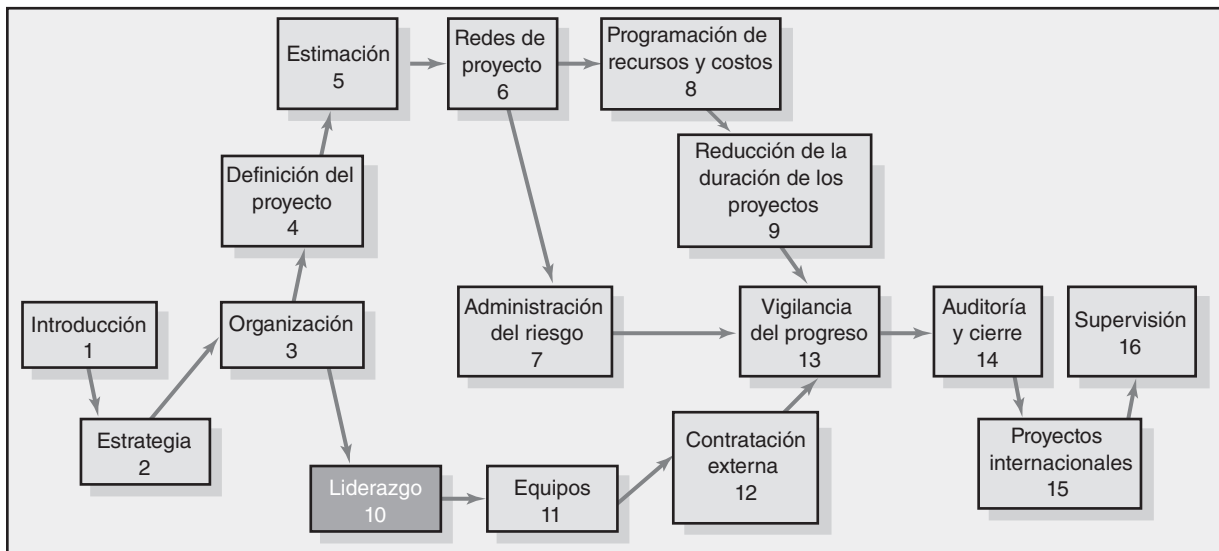 Estimación
5
Redes de
proyecto
6
Programación de
recursos y costos
8
Reducción de la
duración de los
proyectos
9
Definición del
proyecto
4
Introducción
1
Organización
3
Administración
del riesgo
7
Vigilancia
del progreso
13
Auditoría
y cierre
14
Supervisión
16
Estrategia
2
Liderazgo
10
Equipos
11
Contratación
externa
12
Proyectos
internacionales
15